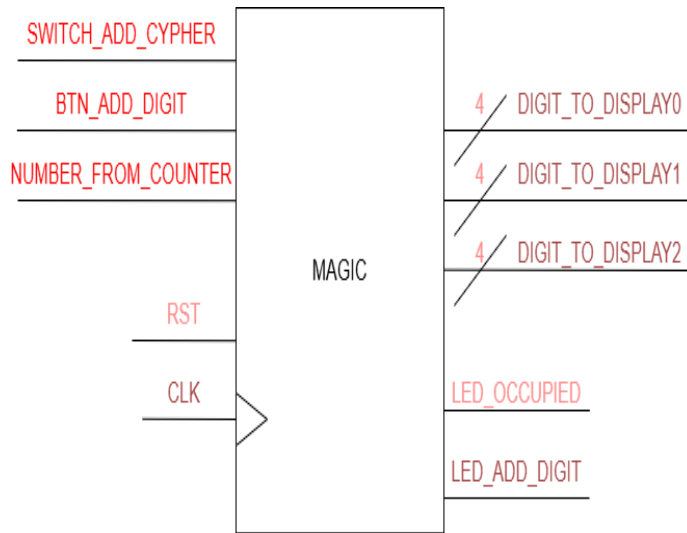 SWITCH_ADD_CYPHER
BTN_ADD_DIGIT
NUMBER_FROM_COUNTER
RST
CLK
MAGIC
4 DIGIT_TO_DISPLAY0
4 DIGIT_TO_DISPLAY1
4 DIGIT_TO_DISPLAY2
LED_OCCUPIED
LED_ADD_DIGIT